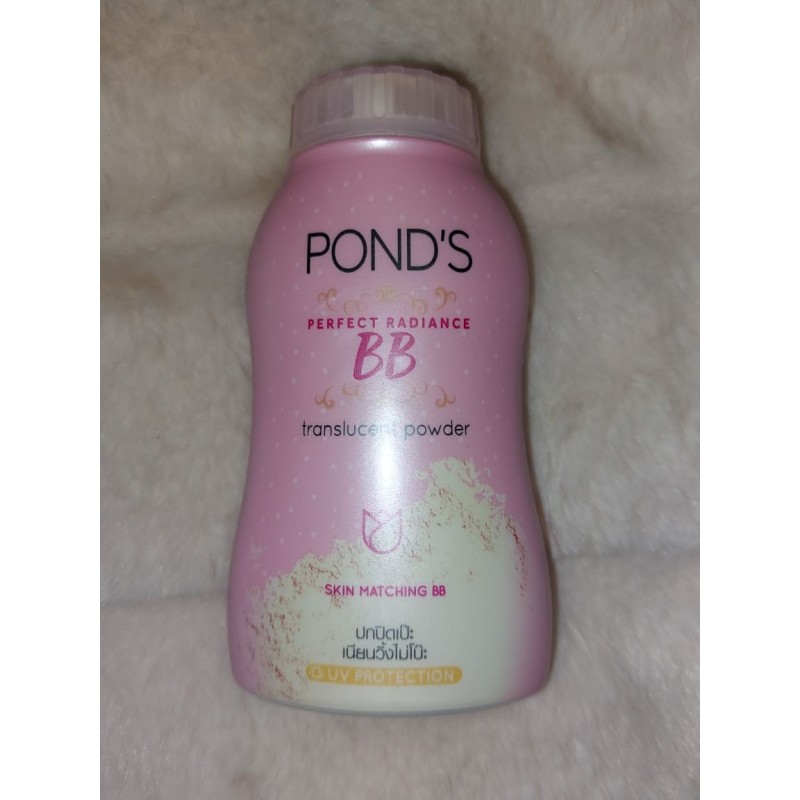 POND'S
PERFECT RADIANCE
BB
translucent powder
SKIN MATCHING BB
ปกปิดเป๊ะ
เนียนวิ้งไม่โป๊ะ
UV PROTECTION